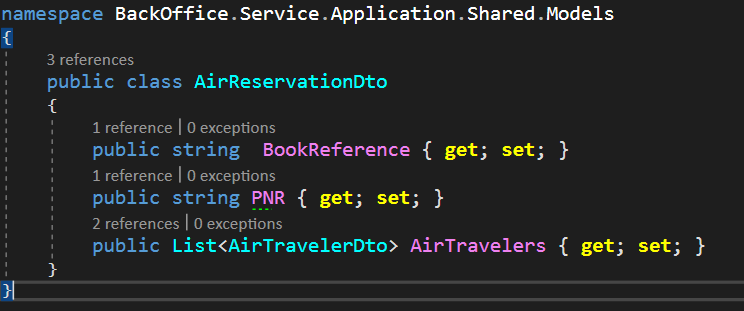 namespace BackOffice.Service.Application.Shared.Models
{
3 references
public class AirReservationDto
{
1 reference | 0 exceptions
public string  BookReference { get; set; }
1 reference | 0 exceptions
public string PNR { get; set; }
2 references | 0 exceptions
public List<AirTravelerDto> AirTravelers { get; set; }
}
}